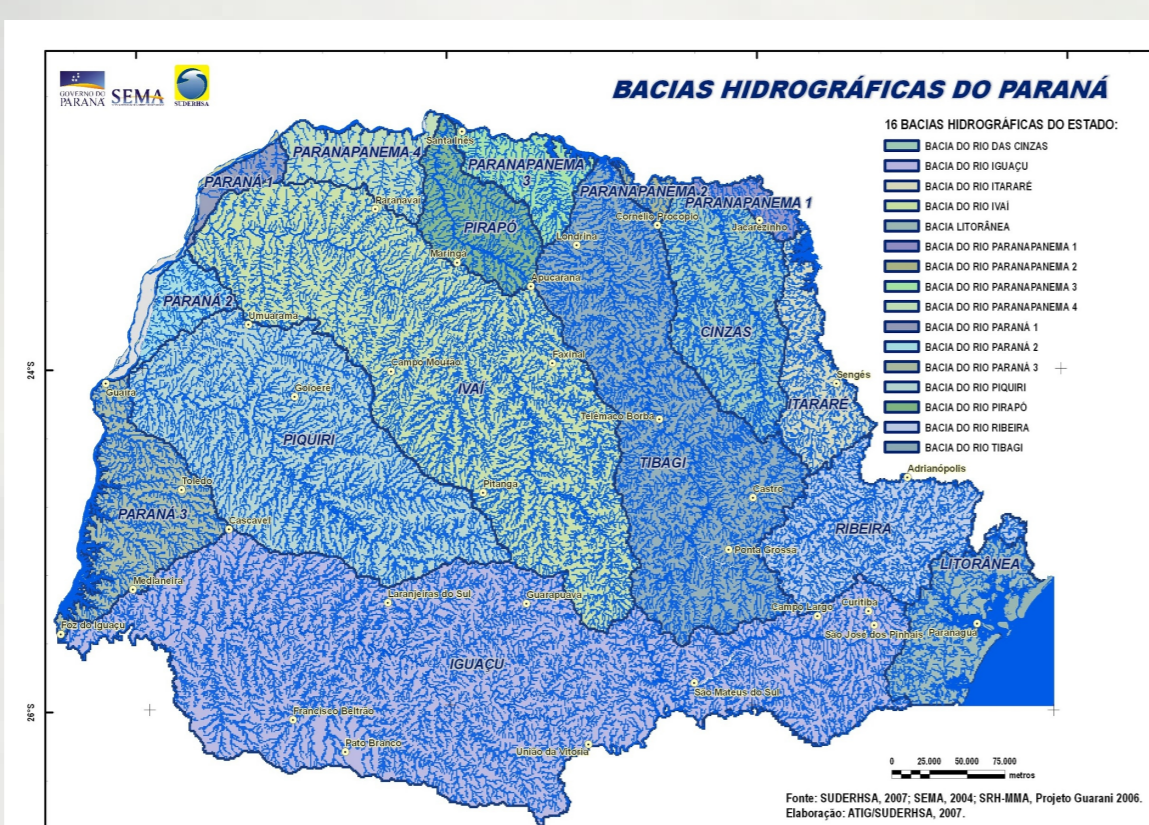 GOVERNO DO
PARANÁ
SEMA
SUDERHSA
BACIAS HIDROGRÁFICAS DO PARANÁ
16 BACIAS HIDROGRÁFICAS DO ESTADO:
BACIA DO RIO DAS CINZAS
BACIA DO RIO IGUAÇU
BACIA DO RIO ITARARÉ
BACIA DO RIO IVAÍ
BACIA LITORÂNEA
BACIA DO RIO PARANAPANEMA 1
BACIA DO RIO PARANAPANEMA 2
BACIA DO RIO PARANAPANEMA 3
BACIA DO RIO PARANAPANEMA 4
BACIA DO RIO PARANÁ 1
BACIA DO RIO PARANÁ 2
BACIA DO RIO PARANÁ 3
BACIA DO RIO PIQUIRI
BACIA DO RIO PIRAPÓ
BACIA DO RIO RIBEIRA
BACIA DO RIO TIBAGI
Santa Inês
PARANAPANEMA 4
PARANAPANEMA
3
PARANÁ 1
PARANAPANEMA 2
PARANAPANEMA 1
Paranavaí
Cornélio Procópio
Jacarezinho
PIRAPÓ
Londrina
Maringá
Apucarana
PARANÁ 2
Umuarama
CINZAS
Faxinal
Campo Mourão
24°S
Guaíra
Goioerê
IVAÍ
Sengés
ITARARÉ
Telêmaco Borba
PIQUIRI
TIBAGI
Adrianópolis
Toledo
Pitanga
Castro
PARANÁ 3
Cascavel
RIBEIRA
Ponta Grossa
LITORÂNEA
Medianeira
Laranjeiras do Sul
Guarapuava
Campo Largo
Curitiba
Foz do Iguaçu
São José dos Pinhais
Paranaguá
IGUAÇU
São Mateus do Sul
26°S
Francisco Beltrão
Pato Branco
União da Vitória
0 25.000 50.000 75.000
metros
Fonte: SUDERHSA, 2007; SEMA, 2004; SRH-MMA, Projeto Guarani 2006.
Elaboração: ATIG/SUDERHSA, 2007.